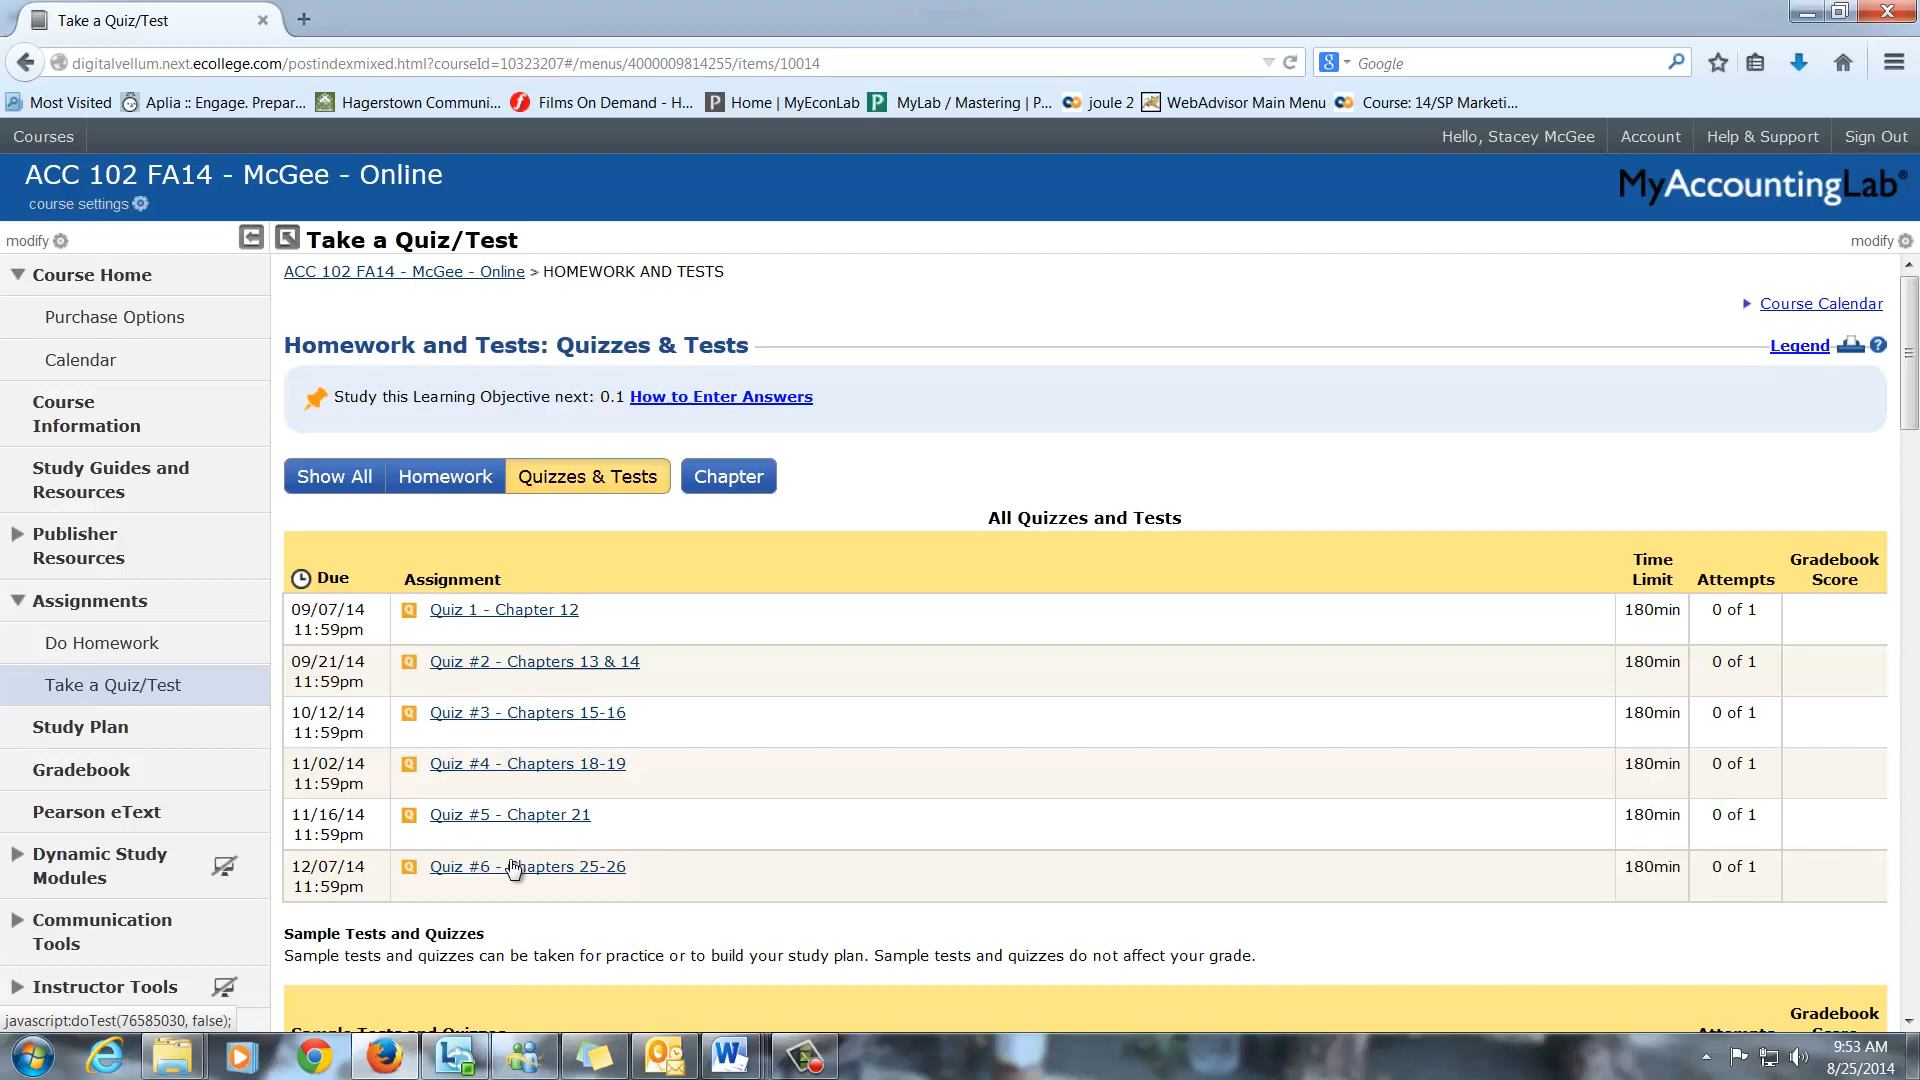 Take a Quiz/Test
digitalvellum.next.ecollege.com/postindexmixed.html?courseId=10323207#/menus/4000009814255/items/10014
Google
Most Visited
Aplia :: Engage. Prepar...
Hagerstown Communi...
Films On Demand - H...
Home | MyEconLab
MyLab / Mastering | P...
joule 2
WebAdvisor Main Menu
Course: 14/SP Marketi...
Courses
Hello, Stacey McGee
Account
Help & Support
Sign Out
ACC 102 FA14 - McGee - Online
course settings
MyAccountingLab®
modify
Take a Quiz/Test
modify
Course Home
Purchase Options
Calendar
Course
Information
Study Guides and
Resources
Publisher
Resources
Assignments
Do Homework
Take a Quiz/Test
Study Plan
Gradebook
Pearson eText
Dynamic Study
Modules
Communication
Tools
Instructor Tools
javascript:doTest(76585030, false);
ACC 102 FA14 - McGee - Online > HOMEWORK AND TESTS
Course Calendar
Homework and Tests: Quizzes & Tests
Legend
Study this Learning Objective next: 0.1 How to Enter Answers
Show All
Homework
Quizzes & Tests
Chapter
All Quizzes and Tests
Due
Assignment
Time
Limit
Attempts
Gradebook
Score
09/07/14
11:59pm
Quiz 1 - Chapter 12
180min
0 of 1
09/21/14
11:59pm
Quiz #2 - Chapters 13 & 14
180min
0 of 1
10/12/14
11:59pm
Quiz #3 - Chapters 15-16
180min
0 of 1
11/02/14
11:59pm
Quiz #4 - Chapters 18-19
180min
0 of 1
11/16/14
11:59pm
Quiz #5 - Chapter 21
180min
0 of 1
12/07/14
11:59pm
Quiz #6 - Chapters 25-26
180min
0 of 1
Sample Tests and Quizzes
Sample tests and quizzes can be taken for practice or to build your study plan. Sample tests and quizzes do not affect your grade.
Sample Tests and Quizzes
Attempts
Gradebook
Score
9:53 AM
8/25/2014